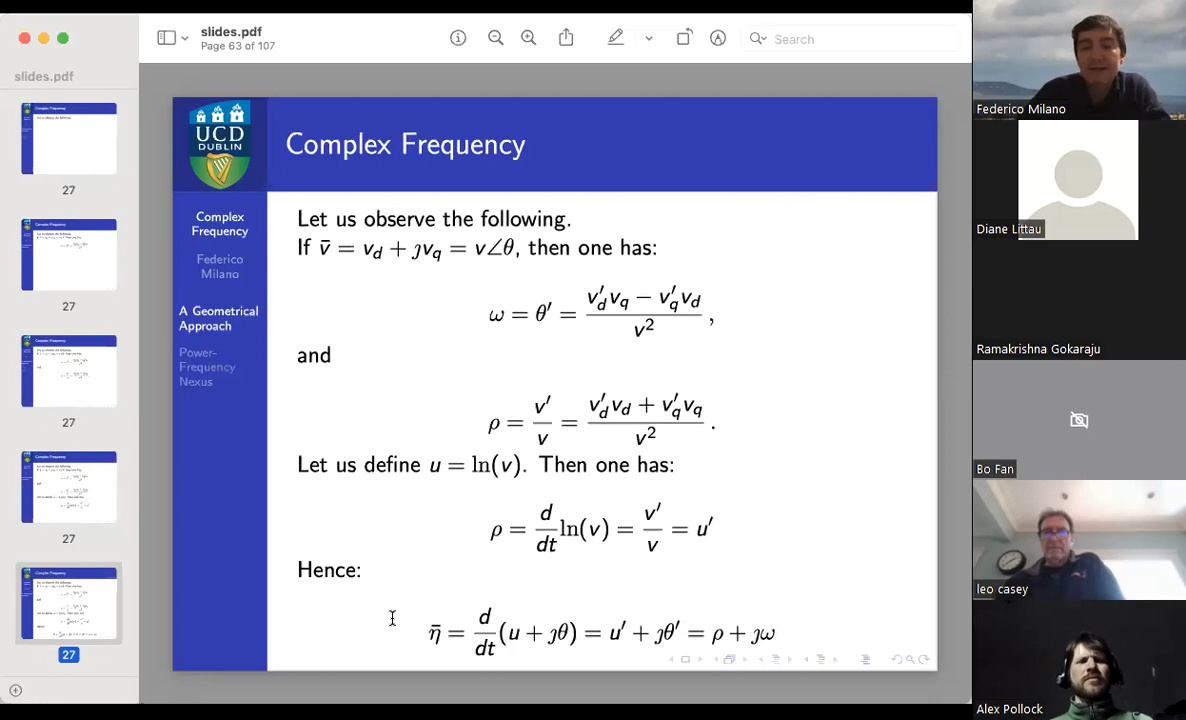 slides.pdf
Page 63 of 107
Search
slides.pdf
27
27
27
27
27
UCD
DUBLIN
Complex Frequency
Complex
Frequency
Federico
Milano
A Geometrical
Approach
Power-
Frequency
Nexus
Let us observe the following.
If v̄ = v_d + ȷv_q = v∠θ, then one has:
ω = θ′ = (v′_d v_q − v′_q v_d) / v² ,
and
ρ = v′/v = (v′_d v_d + v′_q v_q) / v² .
Let us define u = ln(v). Then one has:
ρ = d/dt ln(v) = v′/v = u′
Hence:
η̄ = d/dt (u + ȷθ) = u′ + ȷθ′ = ρ + ȷω
Federico Milano
Diane Littau
Ramakrishna Gokaraju
Bo Fan
leo casey
Alex Pollock